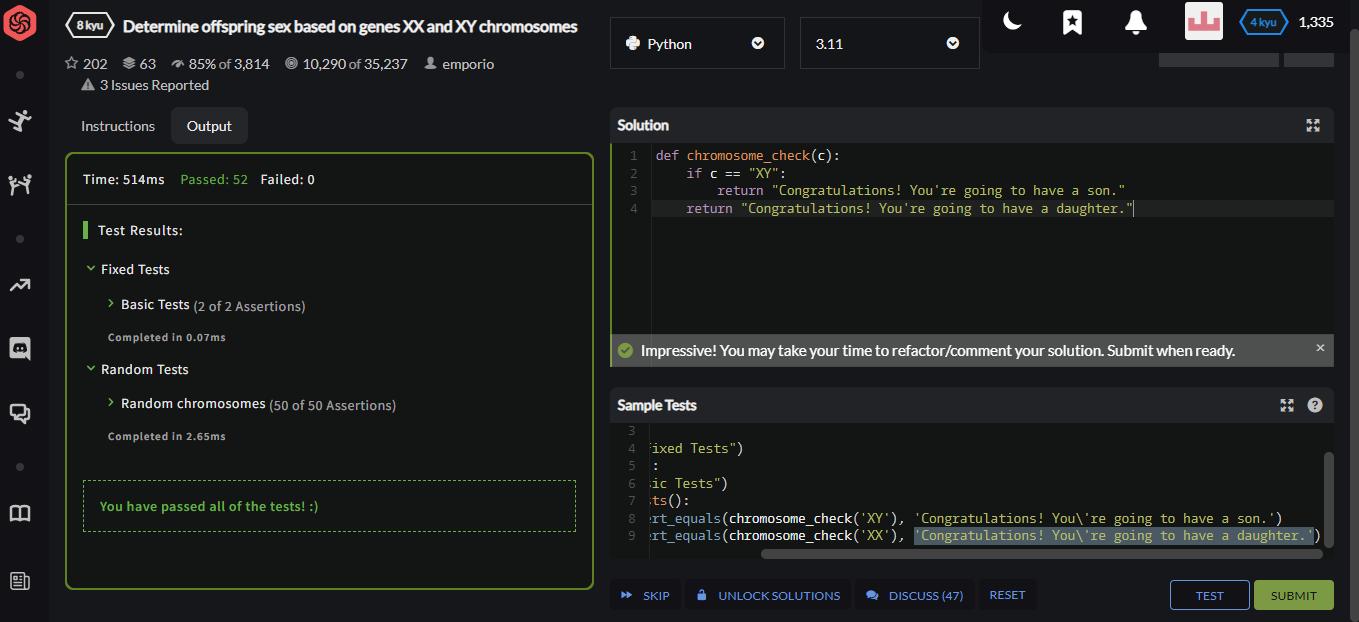 8 kyu Determine offspring sex based on genes XX and XY chromosomes
202 63 85% of 3,814 10,290 of 35,237 emporio
3 Issues Reported
Instructions Output
Time: 514ms Passed: 52 Failed: 0
Test Results:
Fixed Tests
Basic Tests (2 of 2 Assertions)
Completed in 0.07ms
Random Tests
Random chromosomes (50 of 50 Assertions)
Completed in 2.65ms
You have passed all of the tests! :)
Python 3.11
4 kyu 1,335
Solution
1 def chromosome_check(c):
2 if c == "XY":
3 return "Congratulations! You're going to have a son."
4 return "Congratulations! You're going to have a daughter."
Impressive! You may take your time to refactor/comment your solution. Submit when ready.
Sample Tests
3
4 ixed Tests")
5 :
6 ic Tests")
7 ts():
8 rt_equals(chromosome_check('XY'), 'Congratulations! You\'re going to have a son.')
9 rt_equals(chromosome_check('XX'), 'Congratulations! You\'re going to have a daughter.')
SKIP UNLOCK SOLUTIONS DISCUSS (47) RESET TEST SUBMIT